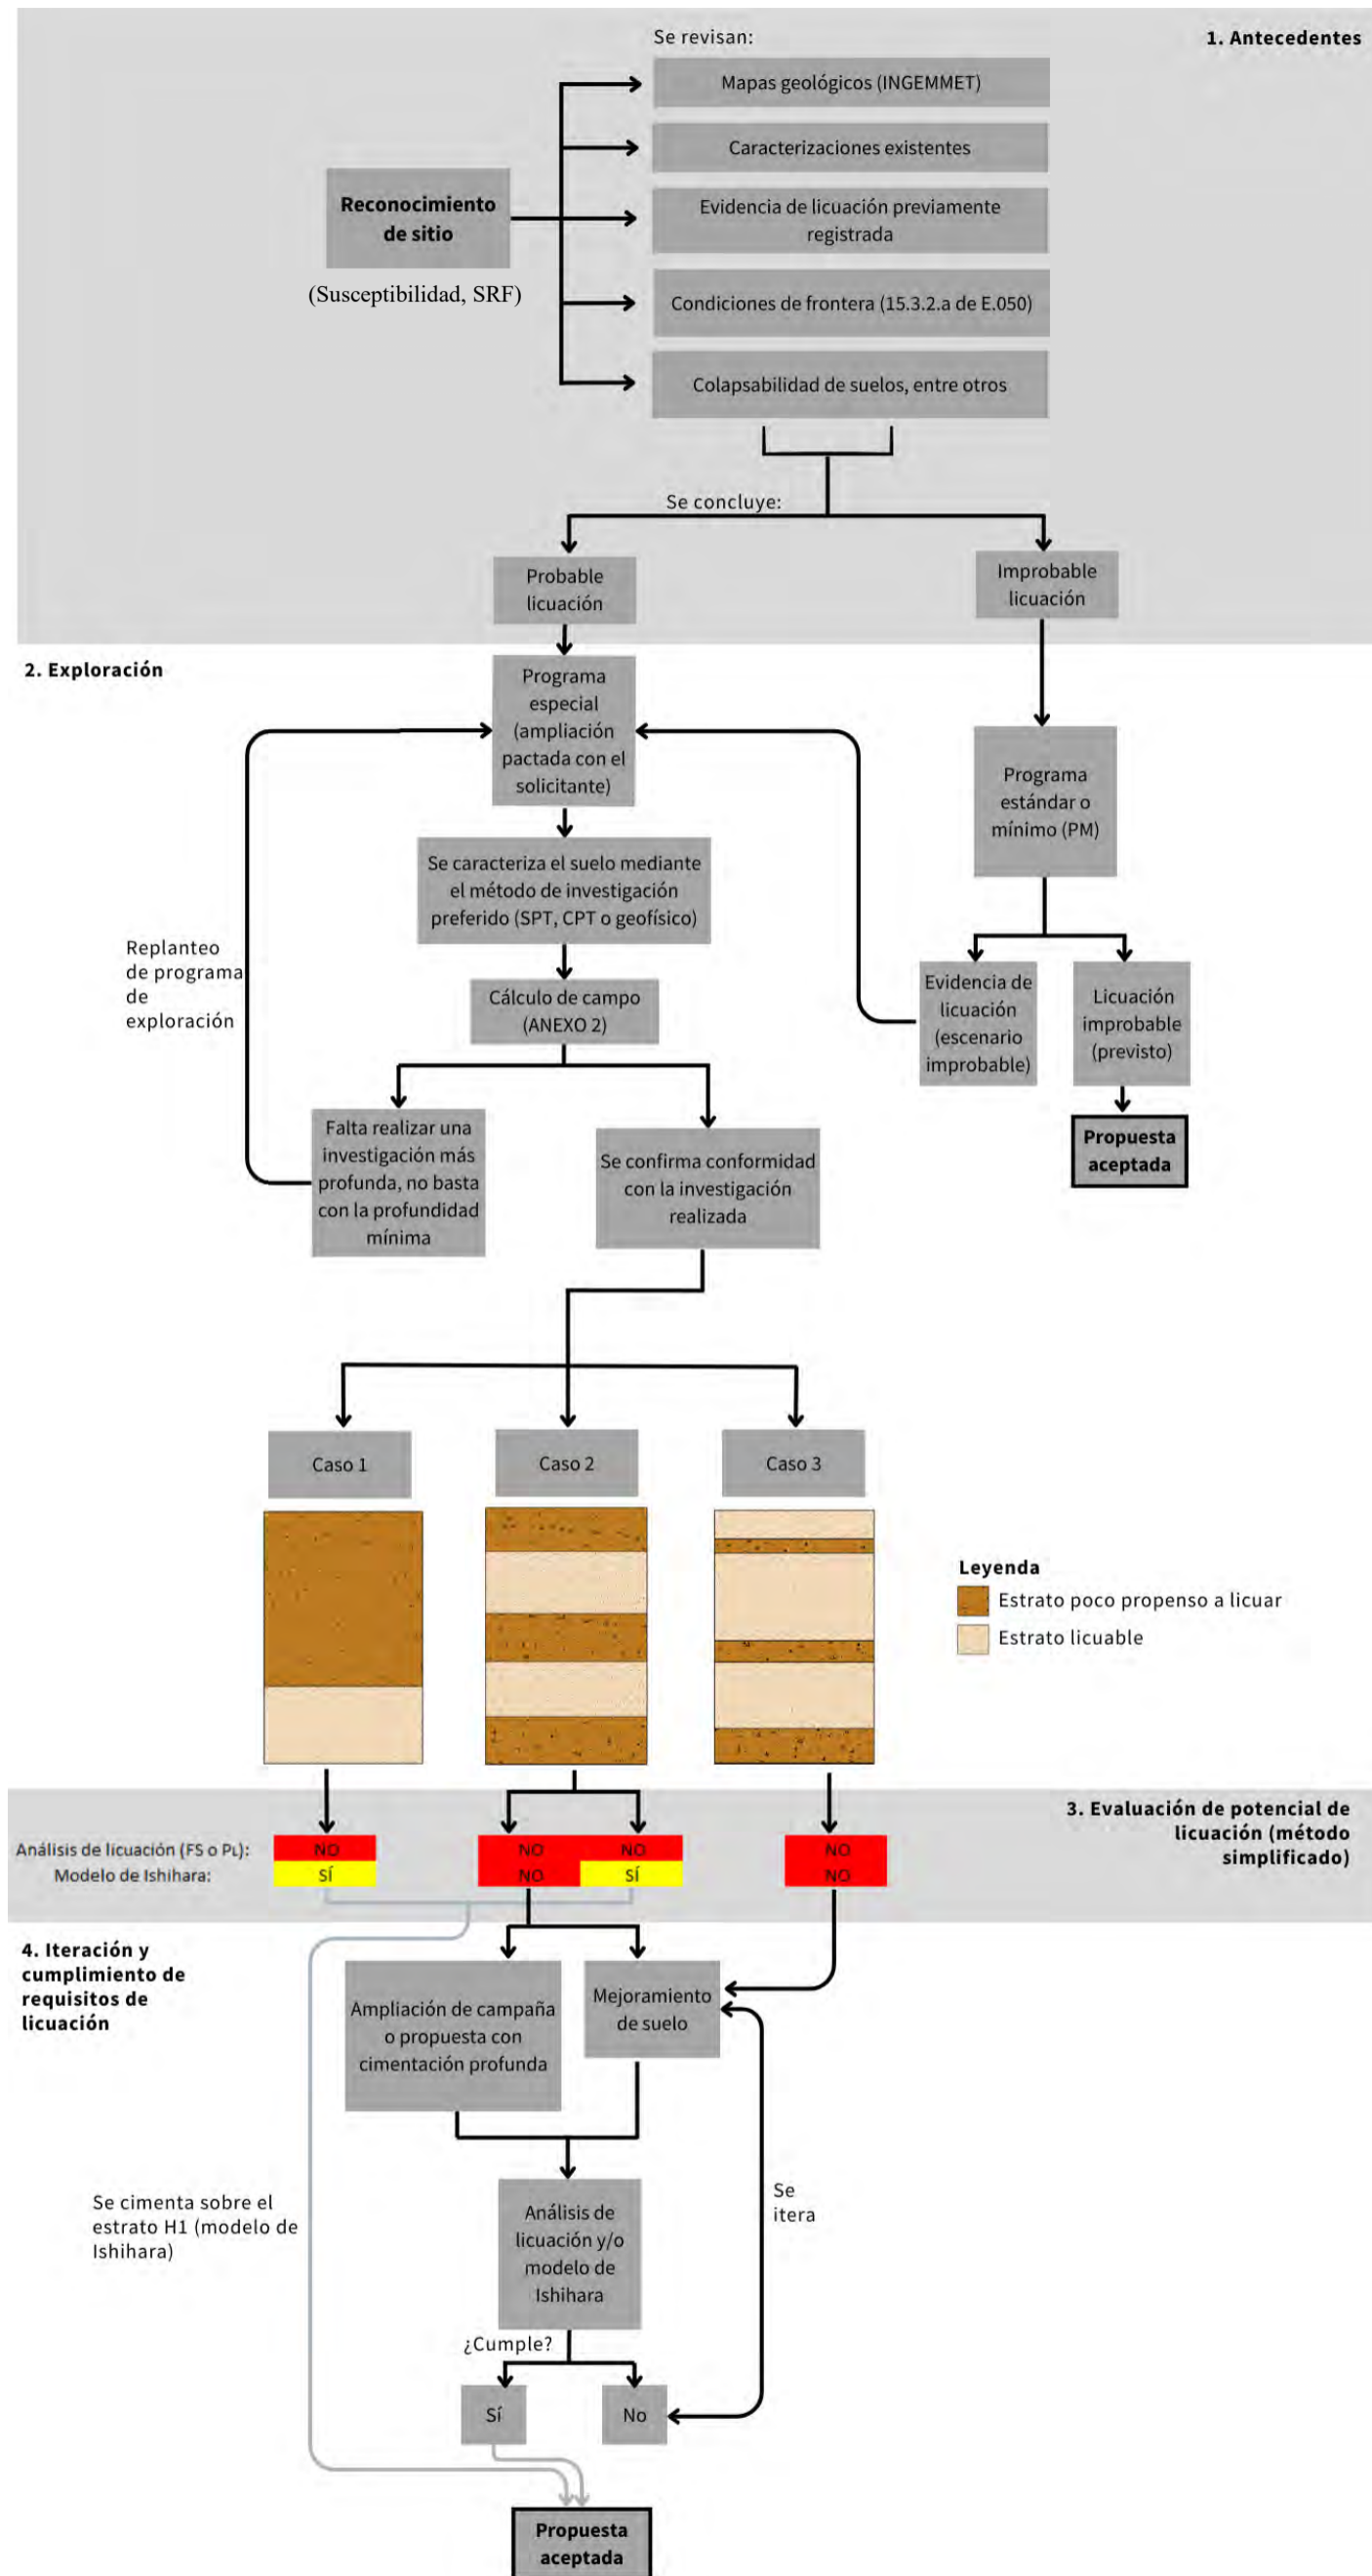 Se revisan:
1. Antecedentes
Mapas geológicos (INGEMMET)
Caracterizaciones existentes
Reconocimiento
de sitio
(Susceptibilidad, SRF)
Evidencia de licuación previamente
registrada
Condiciones de frontera (15.3.2.a de E.050)
Colapsabilidad de suelos, entre otros
Se concluye:
Probable
licuación
Improbable
licuación
2. Exploración
Programa
especial
(ampliación
pactada con el
solicitante)
Programa
estándar o
mínimo (PM)
Se caracteriza el suelo mediante
el método de investigación
preferido (SPT, CPT o geofísico)
Replanteo
de programa
de
exploración
Cálculo de campo
(ANEXO 2)
Evidencia de
licuación
(escenario
improbable)
Licuación
improbable
(previsto)
Propuesta
aceptada
Falta realizar una
investigación más
profunda, no basta
con la profundidad
mínima
Se confirma conformidad
con la investigación
realizada
Caso 1
Caso 2
Caso 3
Leyenda
Estrato poco propenso a licuar
Estrato licuable
3. Evaluación de potencial de
licuación (método
simplificado)
Análisis de licuación (FS o PL): NO NO NO NO
Modelo de Ishihara: SÍ NO SÍ NO
4. Iteración y
cumplimiento de
requisitos de
licuación
Ampliación de campaña
o propuesta con
cimentación profunda
Mejoramiento
de suelo
Se cimenta sobre el
estrato H1 (modelo de
Ishihara)
Se
itera
Análisis de
licuación y/o
modelo de
Ishihara
¿Cumple?
Sí
No
Propuesta
aceptada